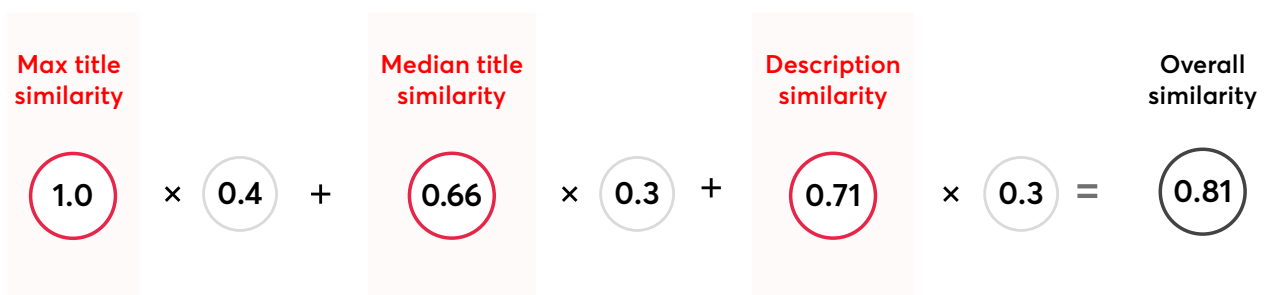 Max title
similarity
Median title
similarity
Description
similarity
Overall
similarity
1.0 × 0.4 + 0.66 × 0.3 + 0.71 × 0.3 = 0.81